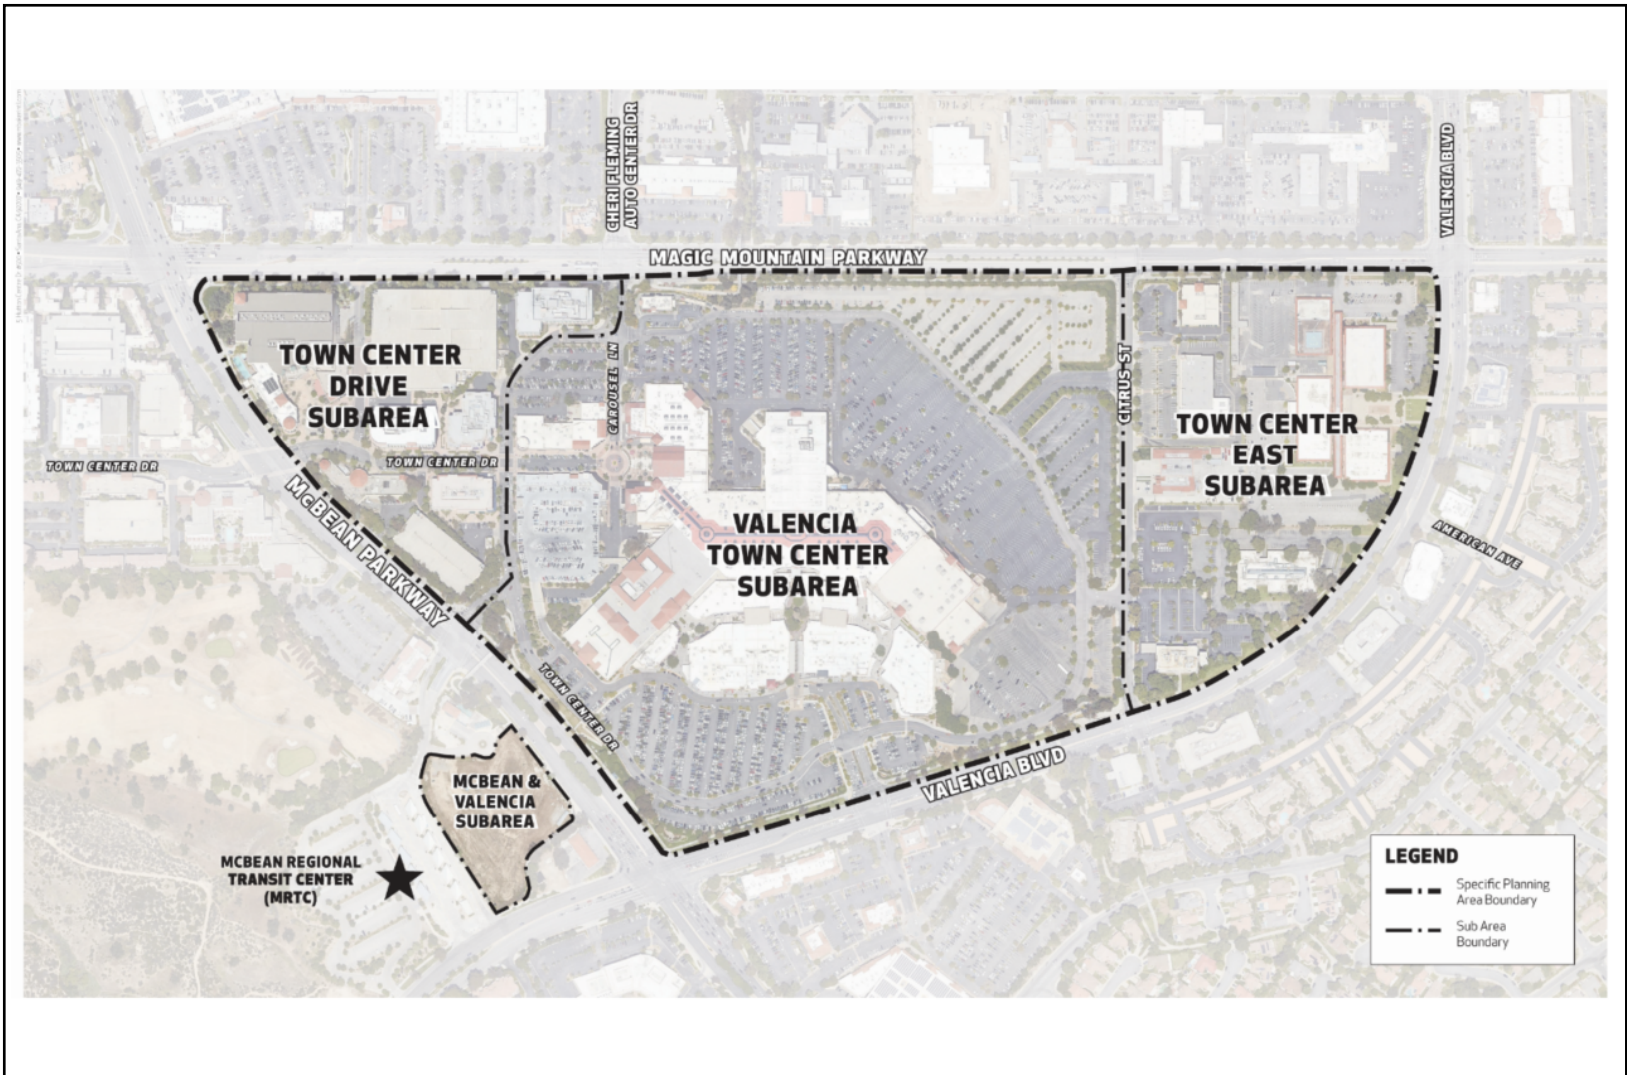 CHERI FLEMING
AUTO CENTER DR
VALENCIA BLVD
MAGIC MOUNTAIN PARKWAY
TOWN CENTER
DRIVE
SUBAREA
CAROUSEL LN
CITRUS ST
TOWN CENTER
EAST
SUBAREA
TOWN CENTER DR
TOWN CENTER DR
McBEAN PARKWAY
VALENCIA
TOWN CENTER
SUBAREA
AMERICAN AVE
TOWN CENTER DR
VALENCIA BLVD
MCBEAN &
VALENCIA
SUBAREA
MCBEAN REGIONAL
TRANSIT CENTER
(MRTC)
LEGEND
Specific Planning
Area Boundary
Sub Area
Boundary